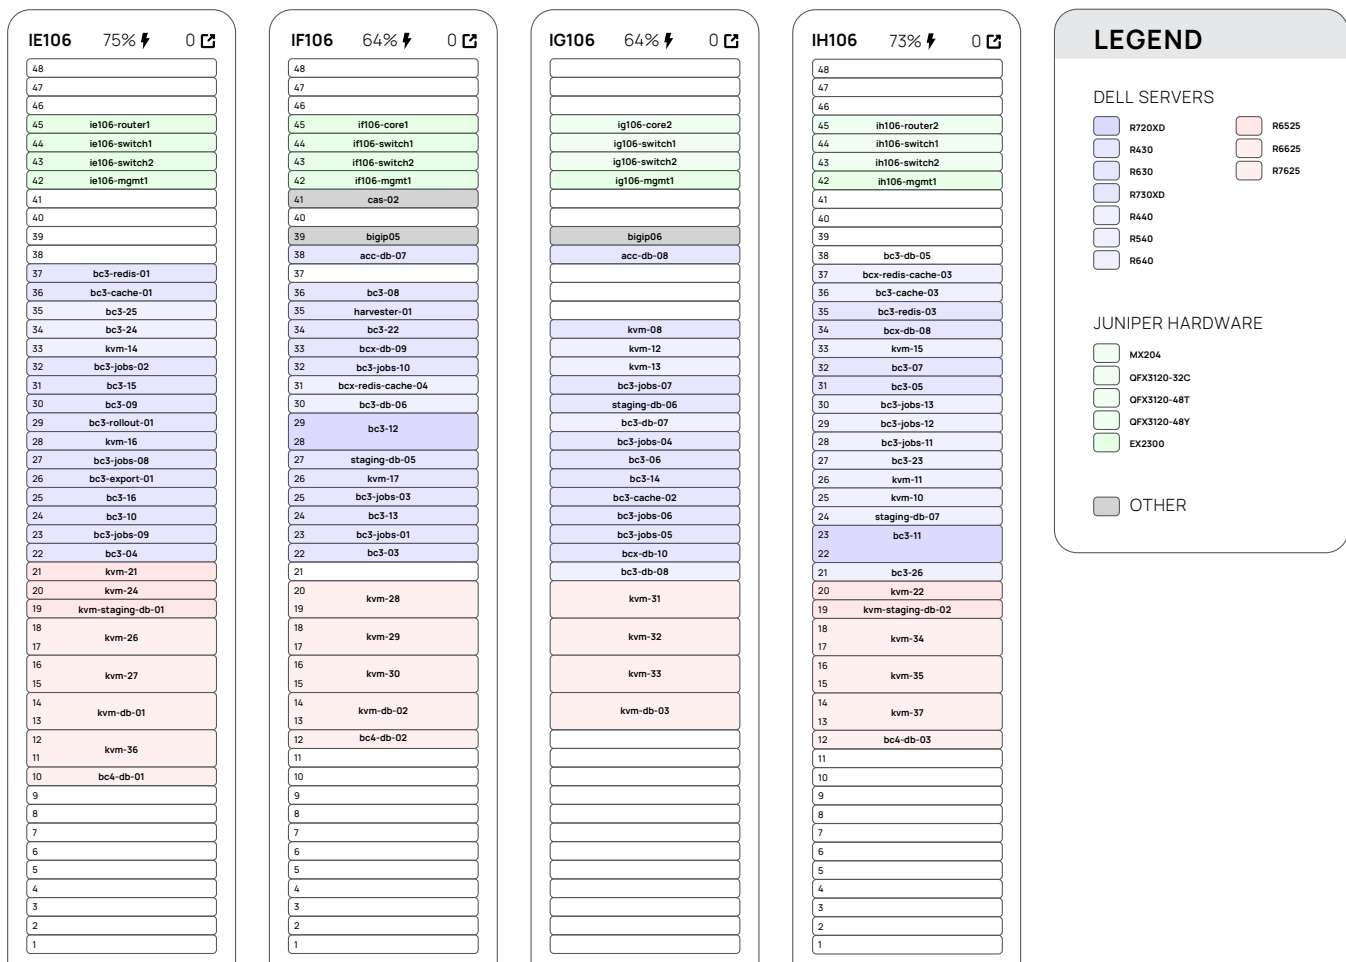 IE106 75% 0
48
47
46
45 ie106-router1
44 ie106-switch1
43 ie106-switch2
42 ie106-mgmt1
41
40
39
38
37 bc3-redis-01
36 bc3-cache-01
35 bc3-25
34 bc3-24
33 kvm-14
32 bc3-jobs-02
31 bc3-15
30 bc3-09
29 bc3-rollout-01
28 kvm-16
27 bc3-jobs-08
26 bc3-export-01
25 bc3-16
24 bc3-10
23 bc3-jobs-09
22 bc3-04
21 kvm-21
20 kvm-24
19 kvm-staging-db-01
18
kvm-26
17
16
kvm-27
15
14
kvm-db-01
13
12
kvm-36
11
10 bc4-db-01
9
8
7
6
5
4
3
2
1
IF106 64% 0
48
47
46
45 if106-core1
44 if106-switch1
43 if106-switch2
42 if106-mgmt1
41 cas-02
40
39 bigip05
38 acc-db-07
37
36 bc3-08
35 harvester-01
34 bc3-22
33 bcx-db-09
32 bc3-jobs-10
31 bcx-redis-cache-04
30 bc3-db-06
29
bc3-12
28
27 staging-db-05
26 kvm-17
25 bc3-jobs-03
24 bc3-13
23 bc3-jobs-01
22 bc3-03
21
20
kvm-28
19
18
kvm-29
17
16
kvm-30
15
14
kvm-db-02
13
12 bc4-db-02
11
10
9
8
7
6
5
4
3
2
1
IG106 64% 0
ig106-core2
ig106-switch1
ig106-switch2
ig106-mgmt1
bigip06
acc-db-08
kvm-08
kvm-12
kvm-13
bc3-jobs-07
staging-db-06
bc3-db-07
bc3-jobs-04
bc3-06
bc3-14
bc3-cache-02
bc3-jobs-06
bc3-jobs-05
bcx-db-10
bc3-db-08
kvm-31
kvm-32
kvm-33
kvm-db-03
IH106 73% 0
48
47
46
45 ih106-router2
44 ih106-switch1
43 ih106-switch2
42 ih106-mgmt1
41
40
39
38 bc3-db-05
37 bcx-redis-cache-03
36 bc3-cache-03
35 bc3-redis-03
34 bcx-db-08
33 kvm-15
32 bc3-07
31 bc3-05
30 bc3-jobs-13
29 bc3-jobs-12
28 bc3-jobs-11
27 bc3-23
26 kvm-11
25 kvm-10
24 staging-db-07
23 bc3-11
22
21 bc3-26
20 kvm-22
19 kvm-staging-db-02
18
kvm-34
17
16
kvm-35
15
14
kvm-37
13
12 bc4-db-03
11
10
9
8
7
6
5
4
3
2
1
LEGEND
DELL SERVERS
R720XD R6525
R430 R6625
R630 R7625
R730XD
R440
R540
R640
JUNIPER HARDWARE
MX204
QFX3120-32C
QFX3120-48T
QFX3120-48Y
EX2300
OTHER